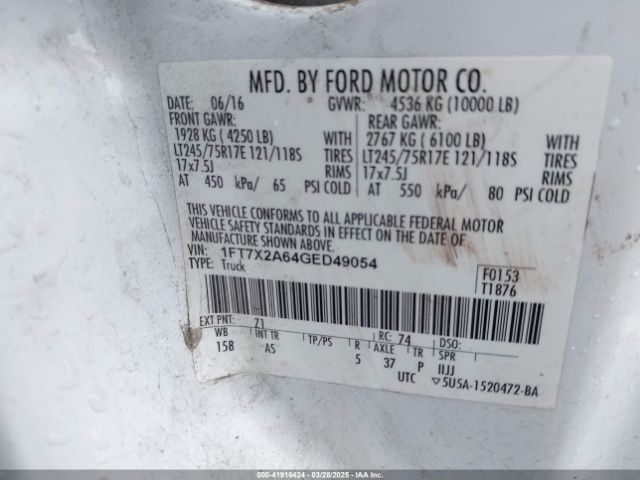 MFD. BY FORD MOTOR CO.
DATE: 06/16 GVWR: 4536 KG (10000 LB)
FRONT GAWR: REAR GAWR:
1928 KG ( 4250 LB) WITH 2767 KG ( 6100 LB) WITH
LT245/75R17E 121/118S TIRES LT245/75R17E 121/118S TIRES
17x7.5J RIMS 17x7.5J RIMS
AT 450 kPa/ 65 PSI COLD AT 550 kPa/ 80 PSI COLD
THIS VEHICLE CONFORMS TO ALL APPLICABLE FEDERAL MOTOR
VEHICLE SAFETY STANDARDS IN EFFECT ON THE DATE OF
MANUFACTURE SHOWN ABOVE.
VIN: 1FT7X2A64GED49054 F0153
TYPE: Truck T1876
EXT PNT: Z1 RC: 74 DSO:
WB INT TR TP/PS R AXLE TR SPR
158 AS 5 37 P IIJJ
UTC ▽5U5A-1520472-BA
000-41916424 | 03/28/2025 | IAAI.COM